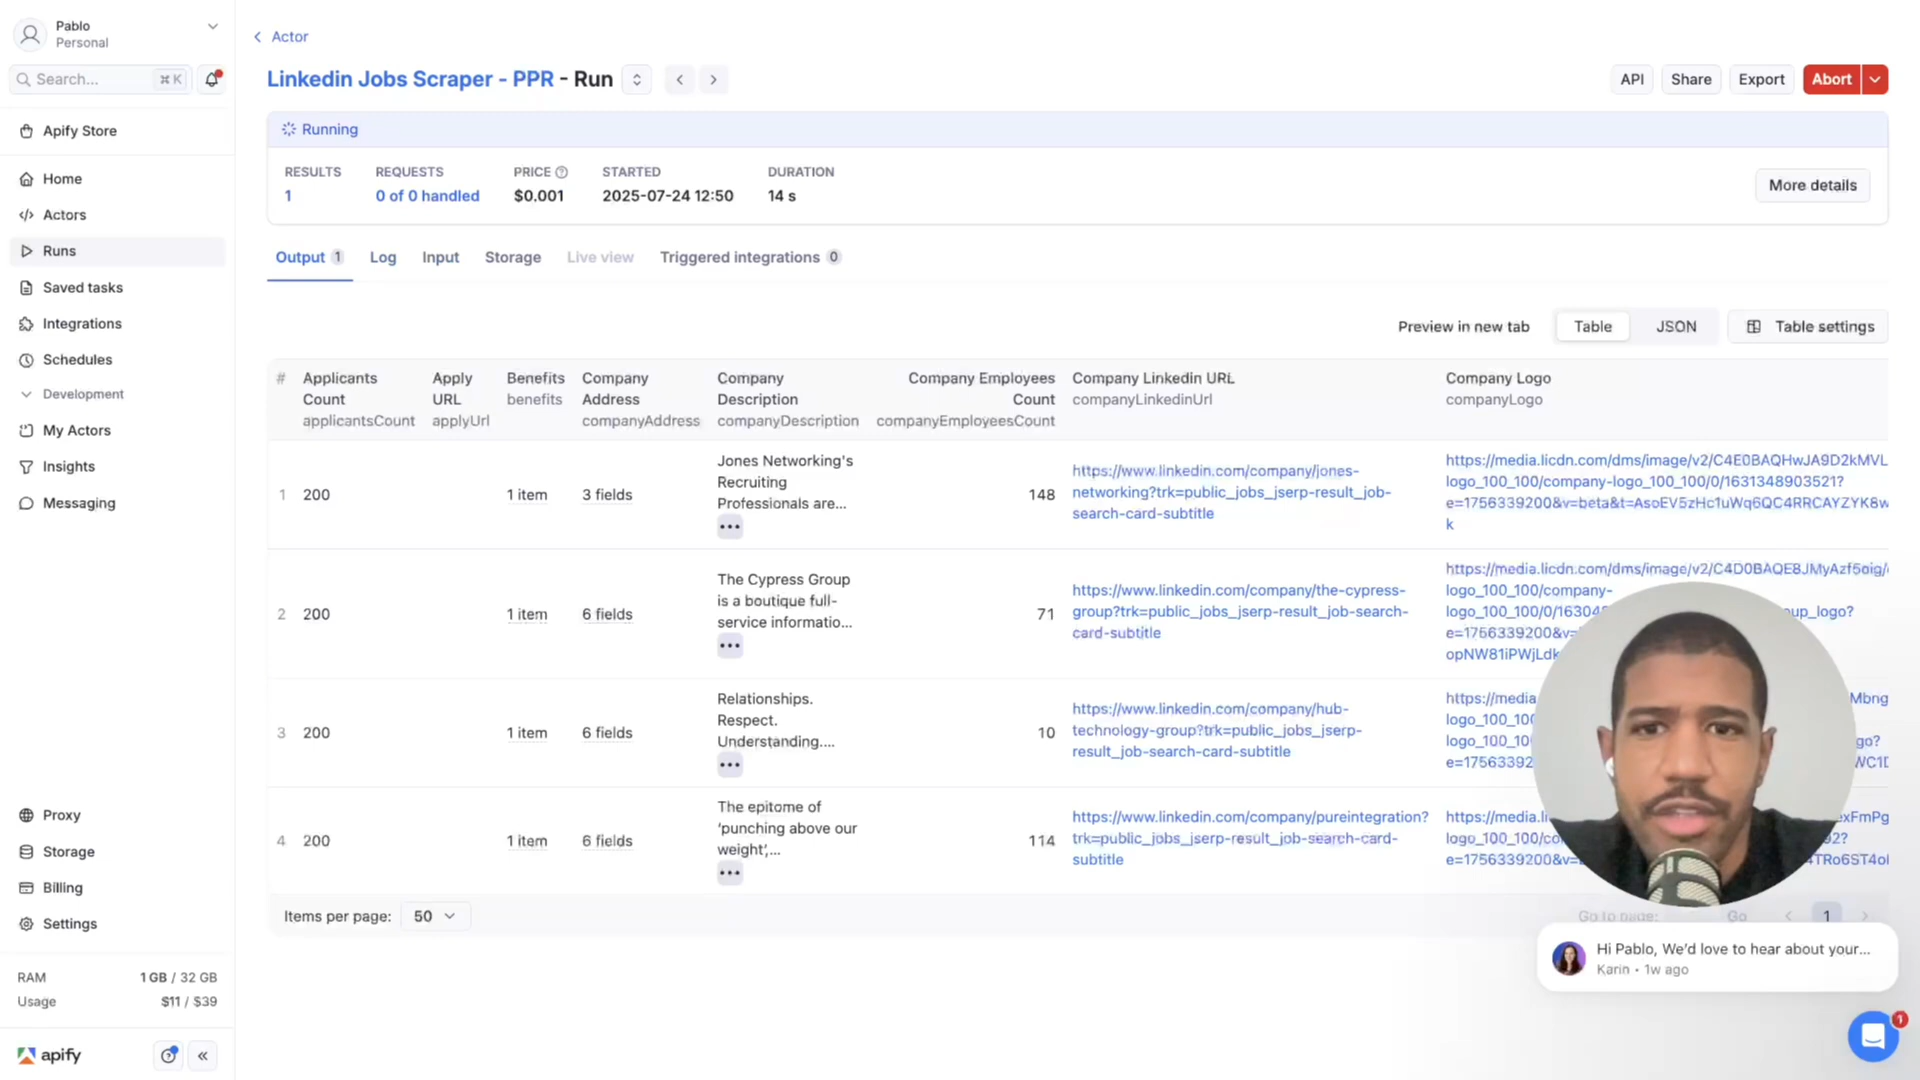 Pablo
Personal
Search...
⌘ K
Apify Store
Home
Actors
Runs
Saved tasks
Integrations
Schedules
Development
My Actors
Insights
Messaging
Proxy
Storage
Billing
Settings
RAM 1 GB / 32 GB
Usage $11 / $39
apify
Actor
Linkedin Jobs Scraper - PPR - Run
API Share Export Abort
Running
RESULTS REQUESTS PRICE STARTED DURATION
1 0 of 0 handled $0.001 2025-07-24 12:50 14 s
More details
Output 1 Log Input Storage Live view Triggered integrations 0
Preview in new tab Table JSON Table settings
# Applicants Count applicantsCount
Apply URL applyUrl
Benefits benefits
Company Address companyAddress
Company Description companyDescription
Company Employees Count companyEmployeesCount
Company Linkedin URL companyLinkedinUrl
Company Logo companyLogo
1 200 1 item 3 fields
Jones Networking's
Recruiting
Professionals are...
148
https://www.linkedin.com/company/jones-
networking?trk=public_jobs_jserp-result_job-
search-card-subtitle
https://media.licdn.com/dms/image/v2/C4E0BAQHwJA9D2kMVL
logo_100_100/company-logo_100_100/0/1631348903521?
e=1756339200&v=beta&t=AsoEV5zHc1uWq6QC4RRCAYZYK8w
k
2 200 1 item 6 fields
The Cypress Group
is a boutique full-
service informatio...
71
https://www.linkedin.com/company/the-cypress-
group?trk=public_jobs_jserp-result_job-search-
card-subtitle
https://media.licdn.com/dms/image/v2/C4D0BAQE8JMyAzf5oig/
logo_100_100/company-
logo_100_100/0/16304 up_logo?
e=1756339200&v=
opNW81iPWjLdk
3 200 1 item 6 fields
Relationships.
Respect.
Understanding....
10
https://www.linkedin.com/company/hub-
technology-group?trk=public_jobs_jserp-
result_job-search-card-subtitle
https://media Mbng
logo_100_100
logo_100_100 go?
e=17563392 WC1D
4 200 1 item 6 fields
The epitome of
‘punching above our
weight’,...
114
https://www.linkedin.com/company/pureintegration?
trk=public_jobs_jserp-result_job-search-card-
subtitle
https://media.li exFmPg
logo_100_100/co 92?
e=1756339200&v= 4TRo6ST4ol
Items per page: 50
Go to page: Go 1
Hi Pablo, We'd love to hear about your...
Karin • 1w ago
1